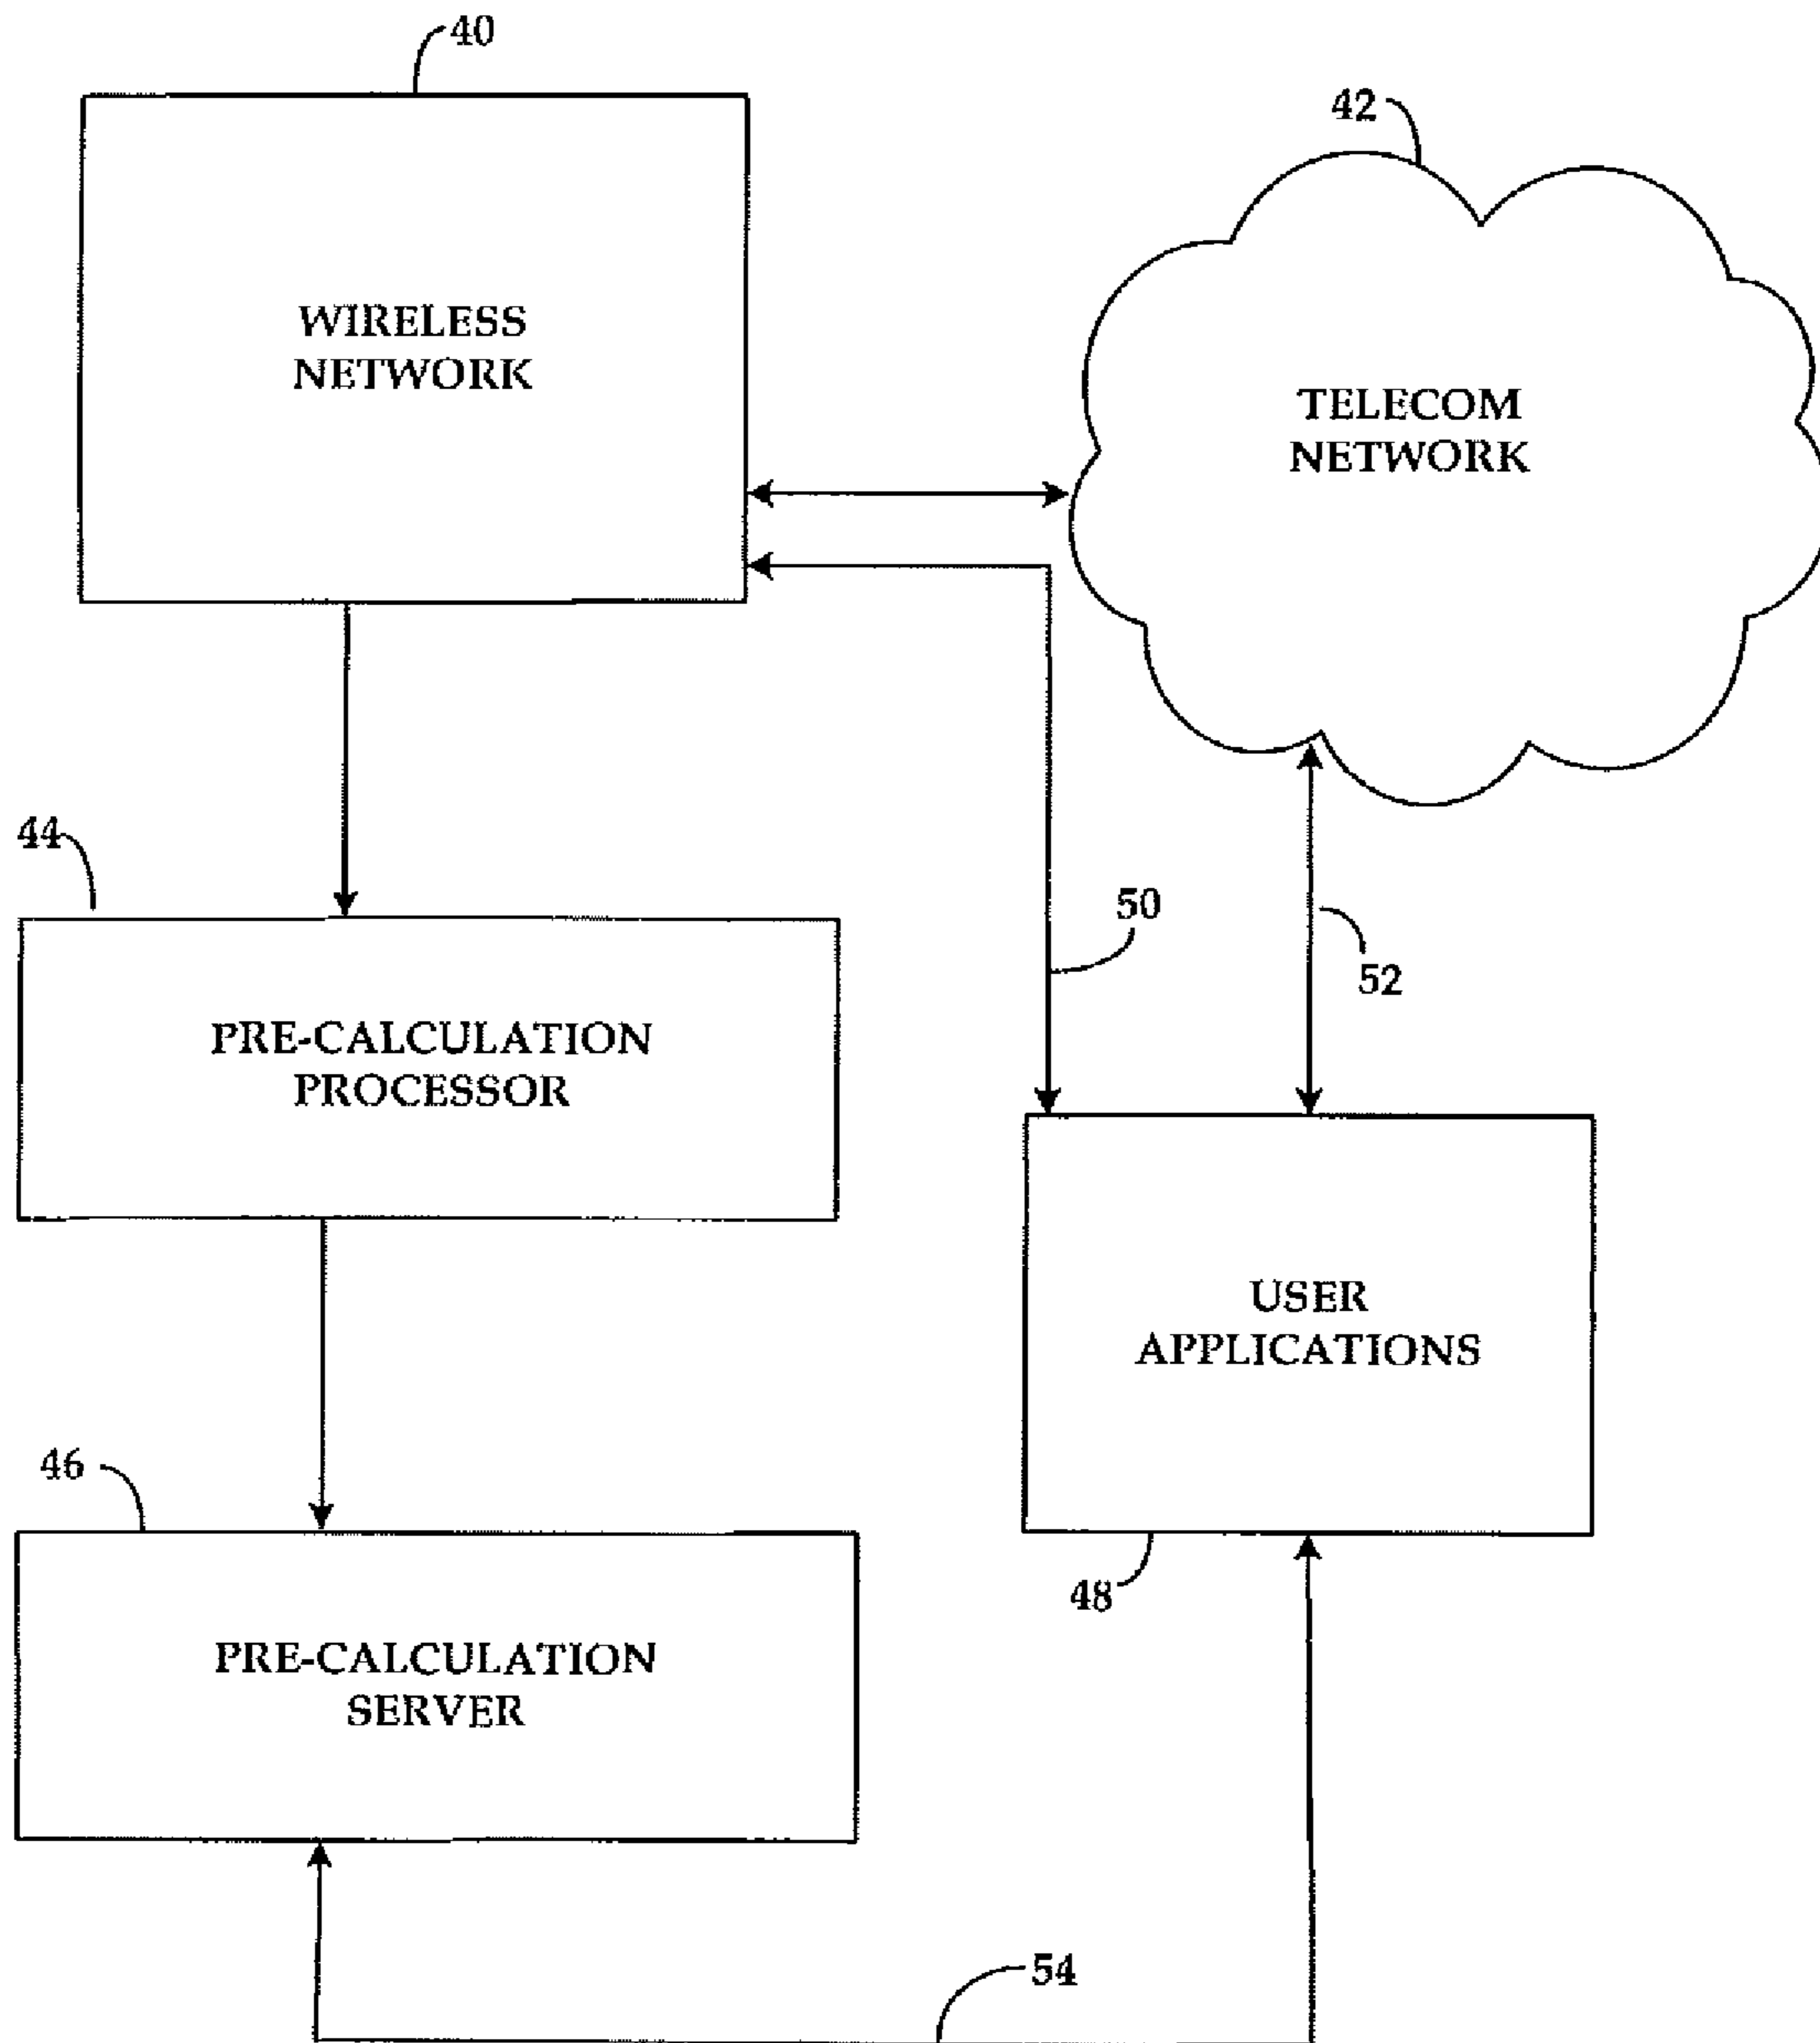 40
42
WIRELESS
NETWORK
TELECOM
NETWORK
44
50
52
PRE-CALCULATION
PROCESSOR
USER
APPLICATIONS
46
48
PRE-CALCULATION
SERVER
54